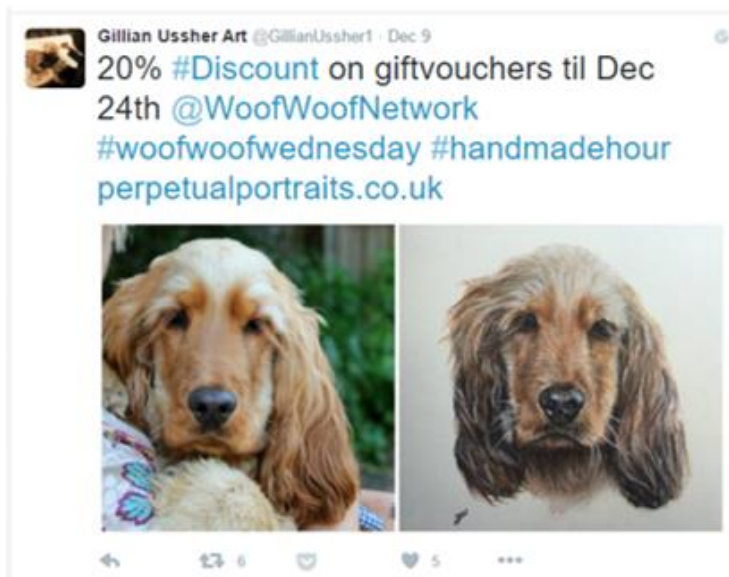 Gillian Ussher Art @GillianUssher1 · Dec 9
20% #Discount on giftvouchers til Dec
24th @WoofWoofNetwork
#woofwoofwednesday #handmadehour
perpetualportraits.co.uk
6 5